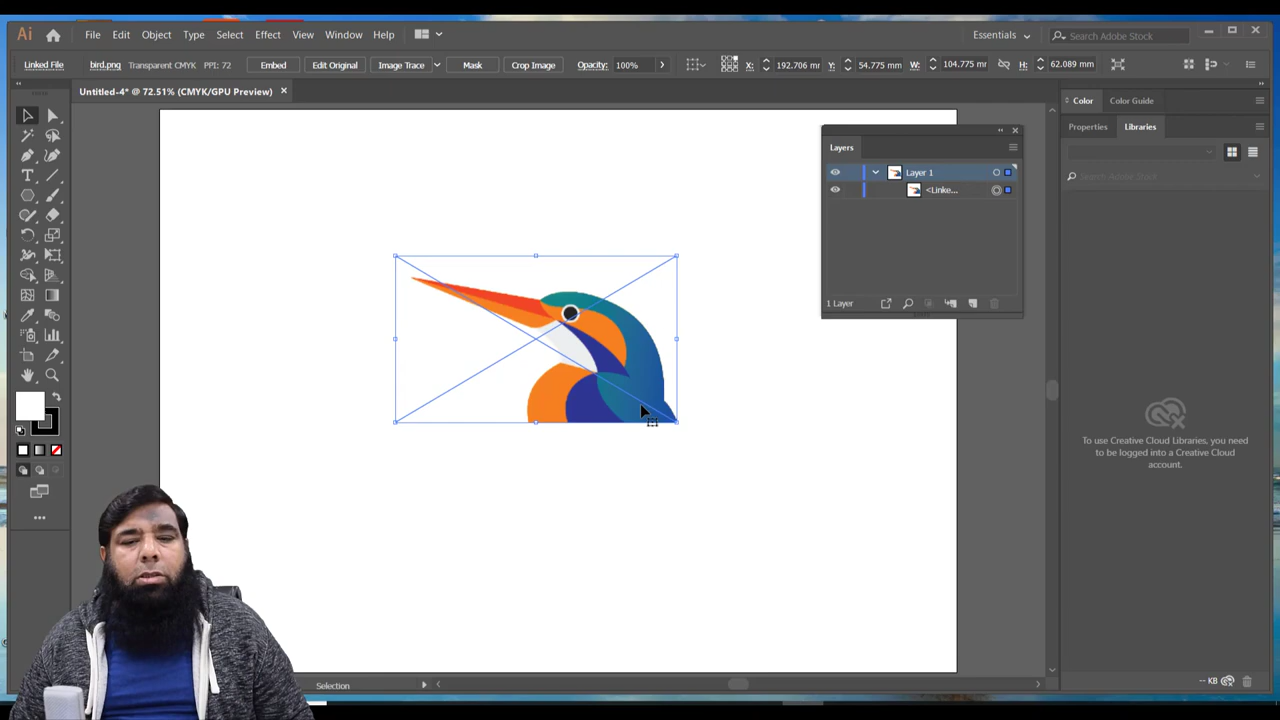 Ai File Edit Object Type Select Effect View Window Help Essentials Search Adobe Stock
Linked File bird.png Transparent CMYK PPI: 72 Embed Edit Original Image Trace Mask Crop Image Opacity: 100% X: 192.706 mm Y: 54.775 mm W: 104.775 mm H: 62.089 mm
Untitled-4* @ 72.51% (CMYK/GPU Preview)
Color Color Guide
Properties Libraries
Search Adobe Stock
Layers
Layer 1
<Linke...
1 Layer
To use Creative Cloud Libraries, you need
to be logged into a Creative Cloud
account.
Selection
-- KB